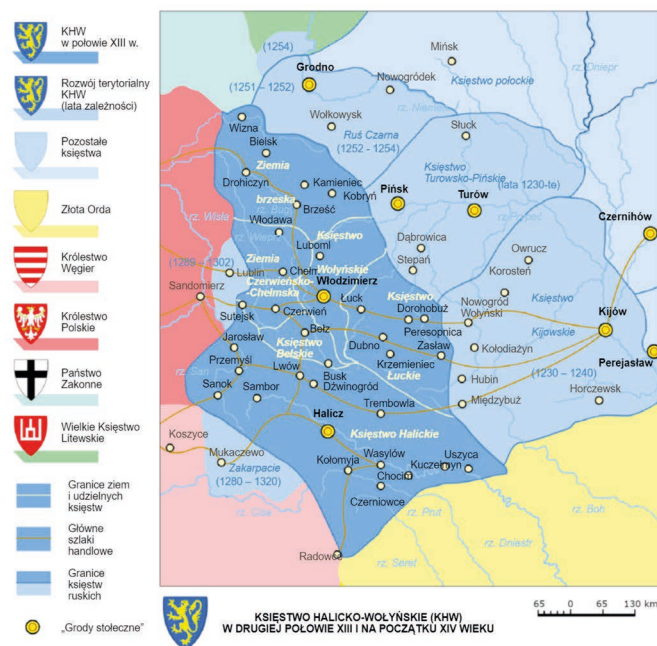 KHW
w połowie XIII w.
Rozwój terytorialny
KHW
(lata zależności)
Pozostałe
księstwa
Złota Orda
Królestwo
Węgier
Królestwo
Polskie
Państwo
Zakonne
Wielkie Księstwo
Litewskie
Granice ziem
i udzielnych
księstw
Główne
szlaki
handlowe
Granice
księstw
ruskich
„Grody stołeczne”
(1254)
Grodno
(1251 - 1252)
Mińsk
rz. Dniepr
Nowogródek
Księstwo połockie
rz. Niemen
Wizna
Wołkowysk
Ruś Czarna
(1252 - 1254)
Słuck
Bielsk
Ziemia
Drohiczyn
Kamieniec
Kobryń
brzeska
Brześć
Księstwo
Turowsko-Pińskie
(lata 1230-te)
Pińsk
Turów
rz. Wisła
Włodawa
Księstwo
Czernihów
Lubomi
Dąbrowica
Stepań
Owrucz
Korosteń
(1289 - 1302)
Ziemia
Lublin
Chełm
Wołyńskie
Czerwieńsko-
Chełmska
Włodzimierz
Sandomierz
Sutejsk
Czerwień
Łuck
Księstwo
Dorohobuż
Peresopnica
Nowogród
Wołyński
Księstwo
Kijowskie
Kijów
Jarosław
Bełz
Księstwo
Bełskie
Dubno
Zasław
Kołodiażyn
Perejasław
Przemyśl
rz. San
Lwów
Busk
Krzemieniec
Łuckie
(1230 - 1240)
Sanok
Sambor
Dźwinogród
Hubin
Międzybuż
Horczewsk
Trembowla
Halicz
Księstwo Halickie
Koszyce
Mukaczewo
Zakarpacie
(1280 - 1320)
Kołomyja
Wasylów
Uszyca
Chocim
Czerniowce
rz. Cisa
rz. Prut
rz. Boh
rz. Dniestr
rz. Seret
Radowce
KSIĘSTWO HALICKO-WOŁYŃSKIE (KHW)
W DRUGIEJ POŁOWIE XIII I NA POCZĄTKU XIV WIEKU
65 0 65 130 km